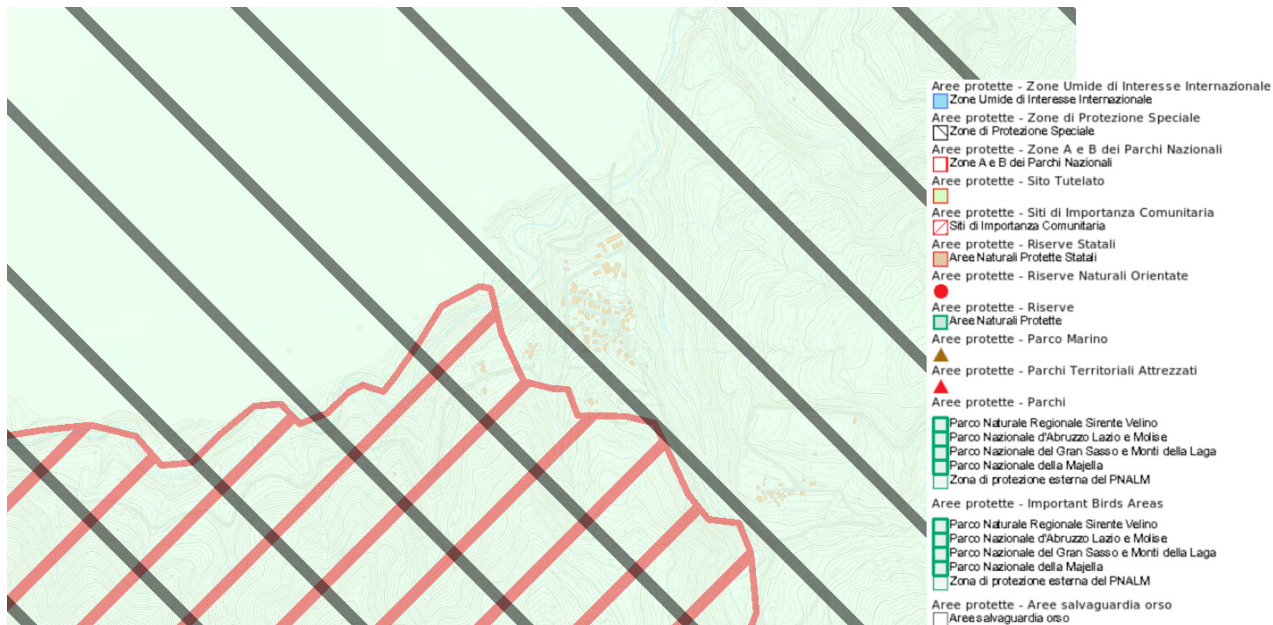 Aree protette - Zone Umide di Interesse Internazionale
Zone Umide di Interesse Internazionale
Aree protette - Zone di Protezione Speciale
Zone di Protezione Speciale
Aree protette - Zona A e B dei Parchi Nazionali
Zone A e B dei Parchi Nazionali
Aree protette - Sito Tutelato
Aree protette - Siti di Importanza Comunitaria
Siti di Importanza Comunitaria
Aree protette - Riserve Statali
Aree Naturali Protette Statali
Aree protette - Riserve Naturali Orientate
Aree protette - Riserve
Aree Naturali Protette
Aree protette - Parco Marino
Aree protette - Parchi Territoriali Attrezzati
Aree protette - Parchi
Parco Naturale Regionale Sirente Velino
Parco Nazionale d'Abruzzo Lazio e Molise
Parco Nazionale del Gran Sasso e Monti della Laga
Parco Nazionale della Majella
Zona di protezione esterna del PNALM
Aree protette - Important Birds Areas
Parco Naturale Regionale Sirente Velino
Parco Nazionale d'Abruzzo Lazio e Molise
Parco Nazionale del Gran Sasso e Monti della Laga
Parco Nazionale della Majella
Zona di protezione esterna del PNALM
Aree protette - Aree salvaguardia orso
Aree salvaguardia orso